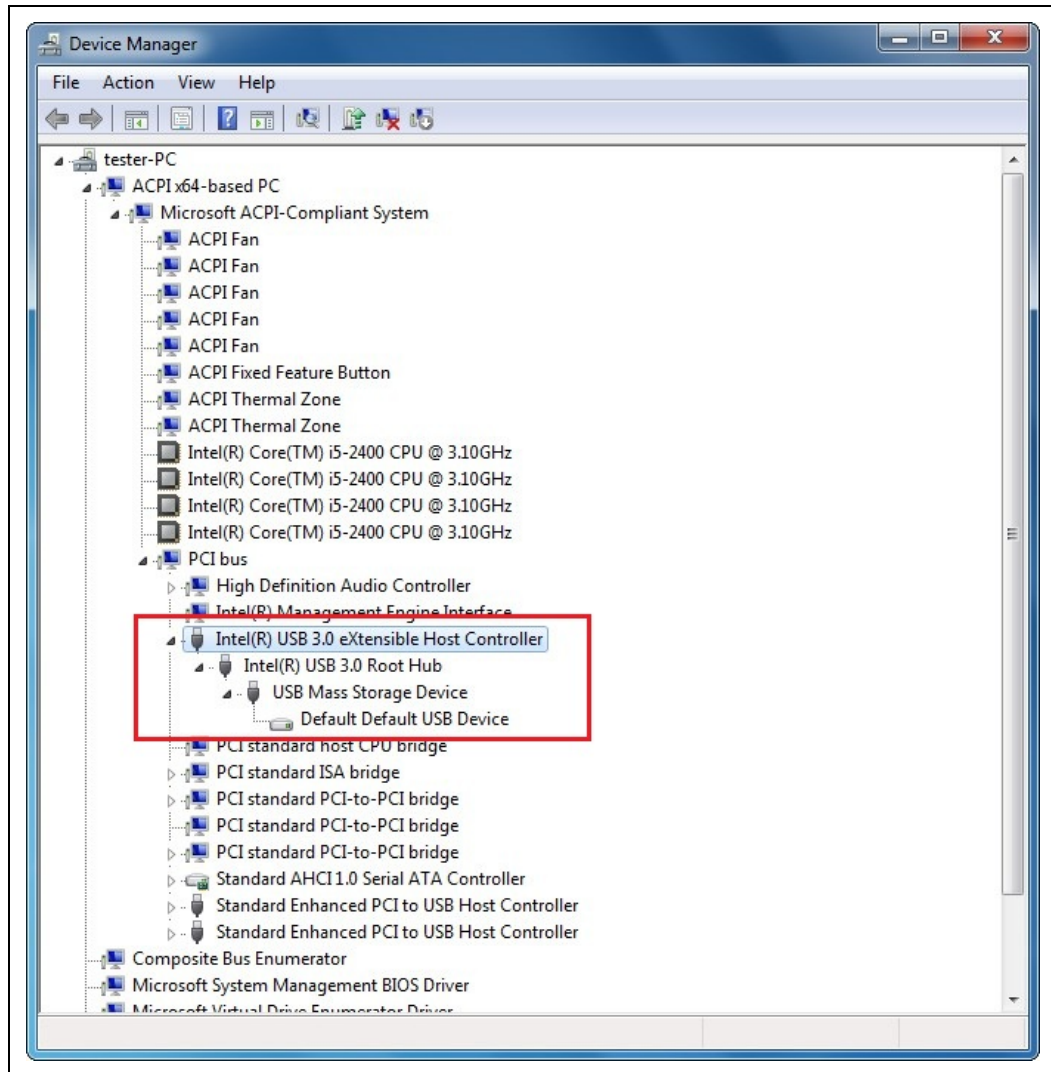 Device Manager
File Action View Help
tester-PC
ACPI x64-based PC
Microsoft ACPI-Compliant System
ACPI Fan
ACPI Fan
ACPI Fan
ACPI Fan
ACPI Fan
ACPI Fixed Feature Button
ACPI Thermal Zone
ACPI Thermal Zone
Intel(R) Core(TM) i5-2400 CPU @ 3.10GHz
Intel(R) Core(TM) i5-2400 CPU @ 3.10GHz
Intel(R) Core(TM) i5-2400 CPU @ 3.10GHz
Intel(R) Core(TM) i5-2400 CPU @ 3.10GHz
PCI bus
High Definition Audio Controller
Intel(R) Management Engine Interface
Intel(R) USB 3.0 eXtensible Host Controller
Intel(R) USB 3.0 Root Hub
USB Mass Storage Device
Default Default USB Device
PCI standard host CPU bridge
PCI standard ISA bridge
PCI standard PCI-to-PCI bridge
PCI standard PCI-to-PCI bridge
PCI standard PCI-to-PCI bridge
Standard AHCI 1.0 Serial ATA Controller
Standard Enhanced PCI to USB Host Controller
Standard Enhanced PCI to USB Host Controller
Composite Bus Enumerator
Microsoft System Management BIOS Driver
Microsoft Virtual Drive Enumerator Driver